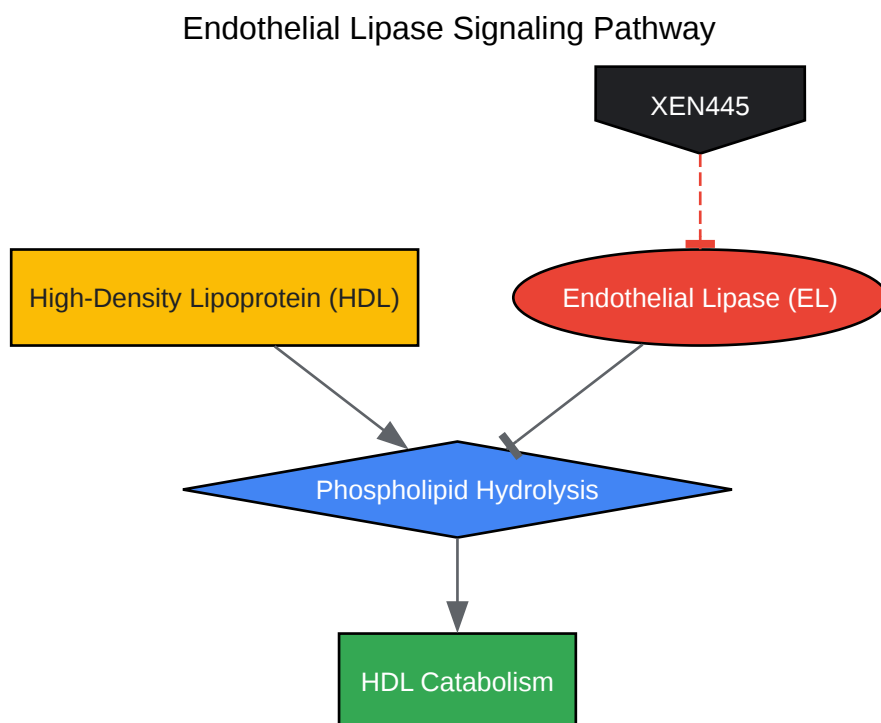 Endothelial Lipase Signaling Pathway
XEN445
High-Density Lipoprotein (HDL)
Endothelial Lipase (EL)
Phospholipid Hydrolysis
HDL Catabolism